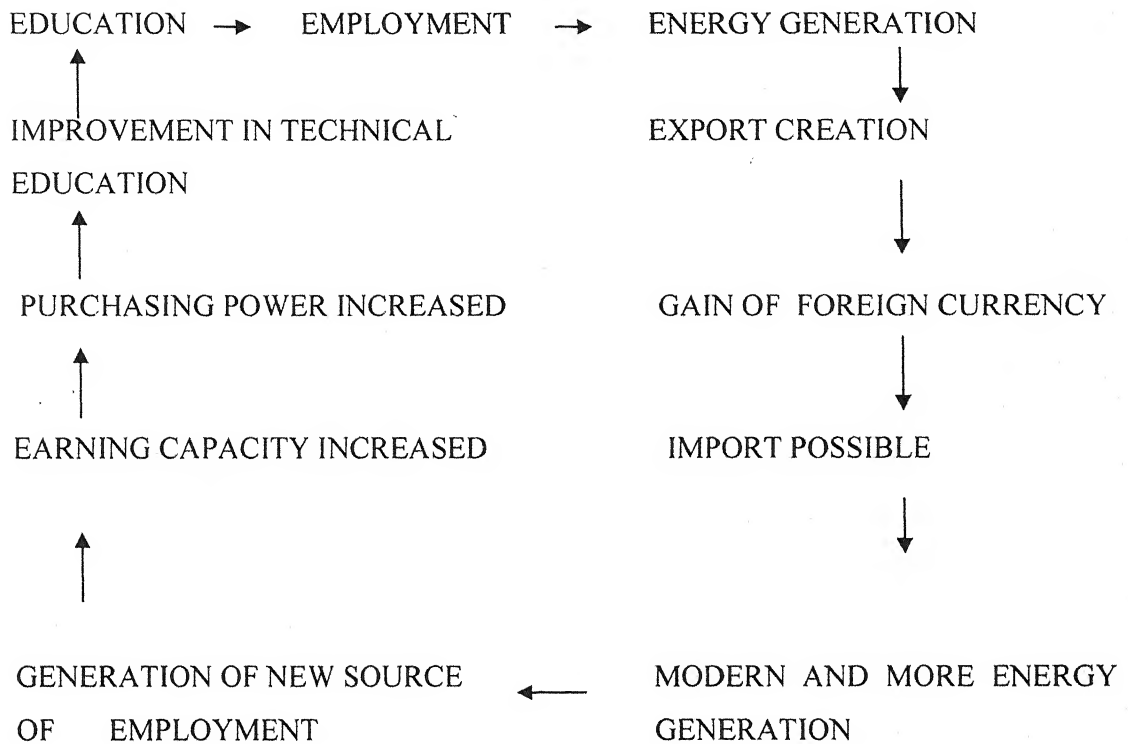 EDUCATION → EMPLOYMENT → ENERGY GENERATION
IMPROVEMENT IN TECHNICAL
EDUCATION
EXPORT CREATION
PURCHASING POWER INCREASED
GAIN OF FOREIGN CURRENCY
EARNING CAPACITY INCREASED
IMPORT POSSIBLE
GENERATION OF NEW SOURCE
OF EMPLOYMENT
MODERN AND MORE ENERGY
GENERATION